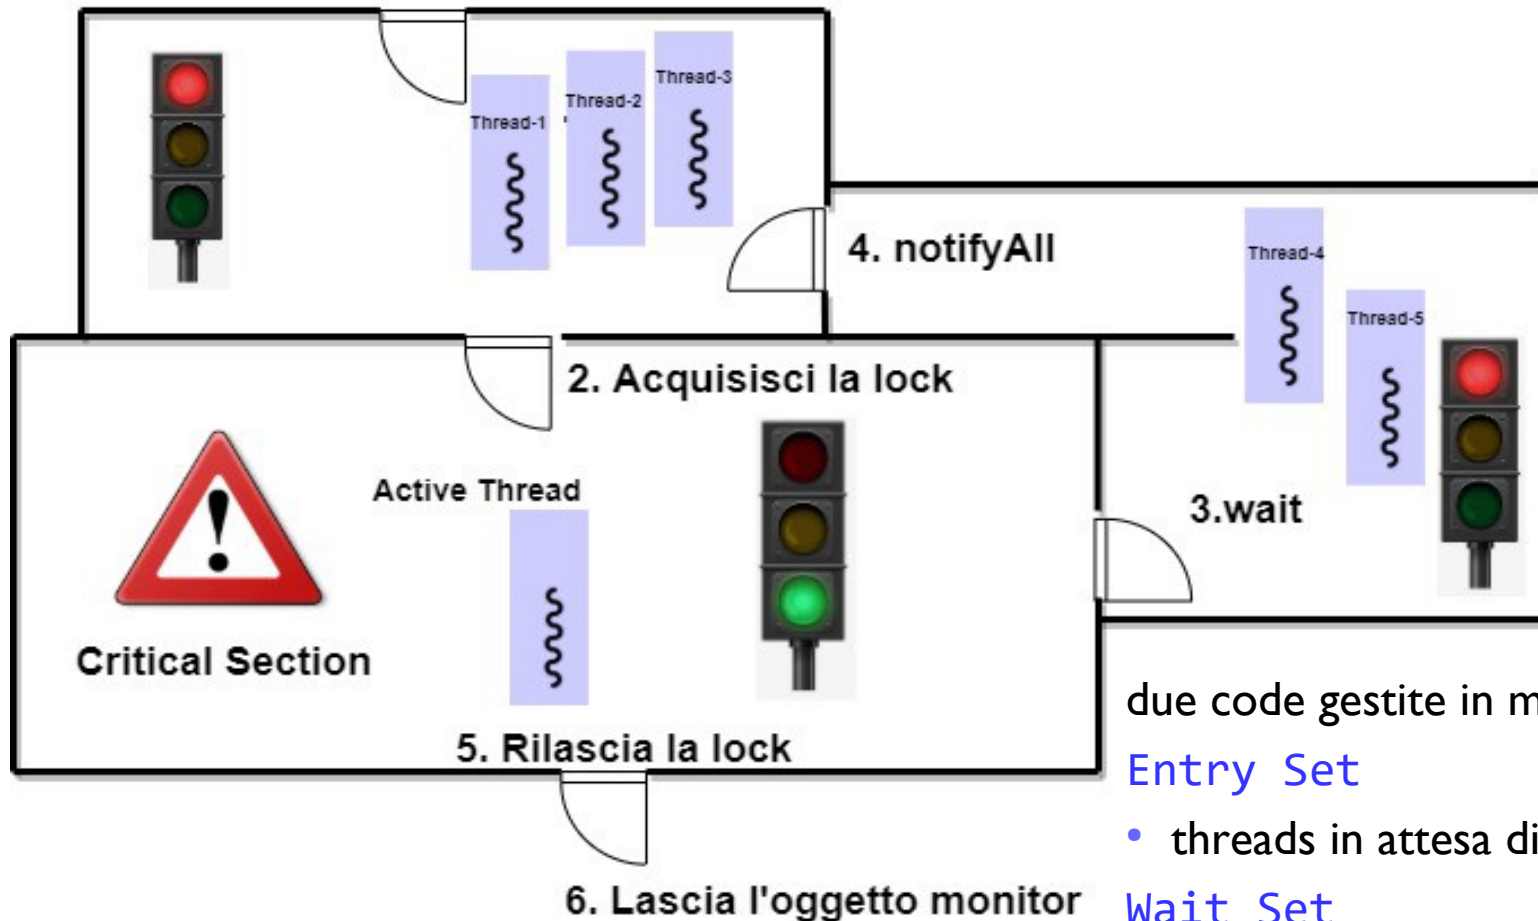 Thread-1
Thread-2
Thread-3
4. notifyAll
Thread-4
Thread-5
2. Acquisisci la lock
Active Thread
3.wait
Critical Section
5. Rilascia la lock
6. Lascia l'oggetto monitor
due code gestite in m
Entry Set
• threads in attesa di
Wait Set